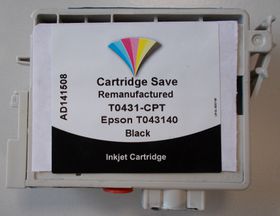 Cartridge Save
Remanufactured
T0431-CPT
Epson T043140
Black
Inkjet Cartridge
AD141508